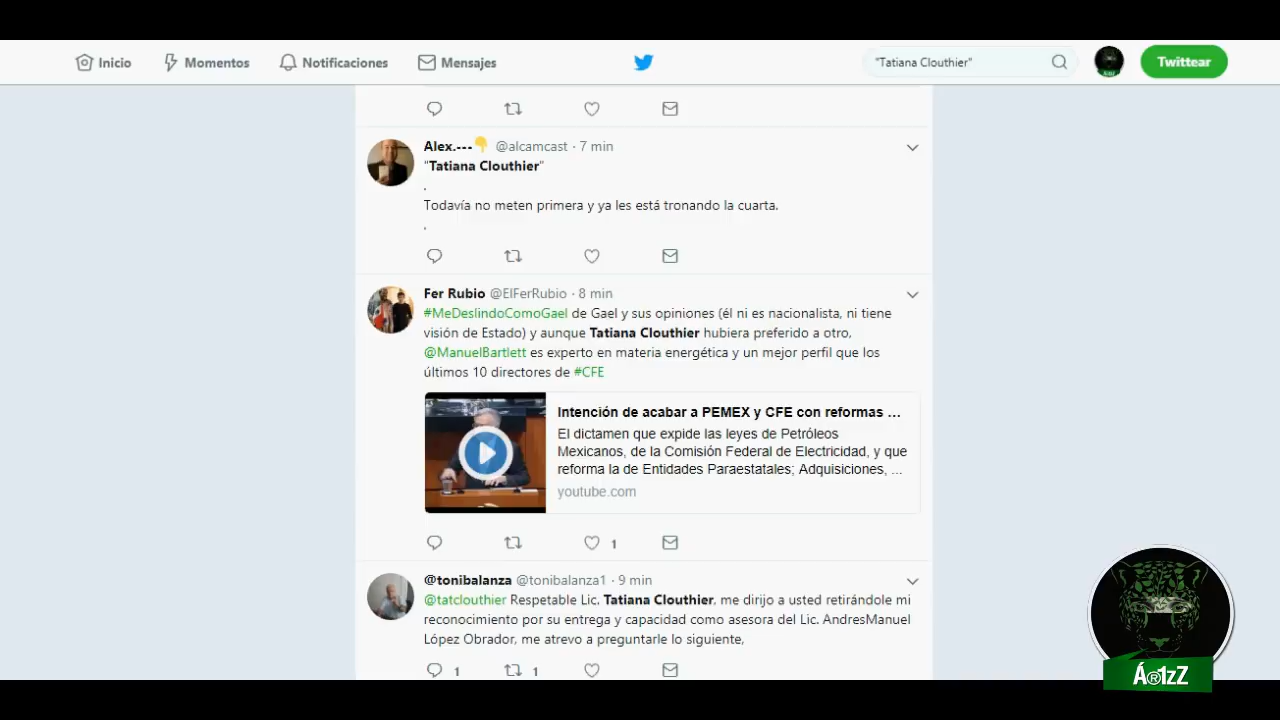 Inicio Momentos Notificaciones Mensajes "Tatiana Clouthier" Twittear
Alex.--- @alcamcast · 7 min
"Tatiana Clouthier"
.
Todavía no meten primera y ya les está tronando la cuarta.
.
Fer Rubio @ElFerRubio · 8 min
#MeDeslindoComoGael de Gael y sus opiniones (él ni es nacionalista, ni tiene
visión de Estado) y aunque Tatiana Clouthier hubiera preferido a otro,
@ManuelBartlett es experto en materia energética y un mejor perfil que los
últimos 10 directores de #CFE
Intención de acabar a PEMEX y CFE con reformas ...
El dictamen que expide las leyes de Petróleos
Mexicanos, de la Comisión Federal de Electricidad, y que
reforma la de Entidades Paraestatales; Adquisiciones, ...
youtube.com
1
@tonibalanza @tonibalanza1 · 9 min
@tatclouthier Respetable Lic. Tatiana Clouthier, me dirijo a usted retirándole mi
reconocimiento por su entrega y capacidad como asesora del Lic. AndresManuel
López Obrador, me atrevo a preguntarle lo siguiente,
1 1
Á®1zZ